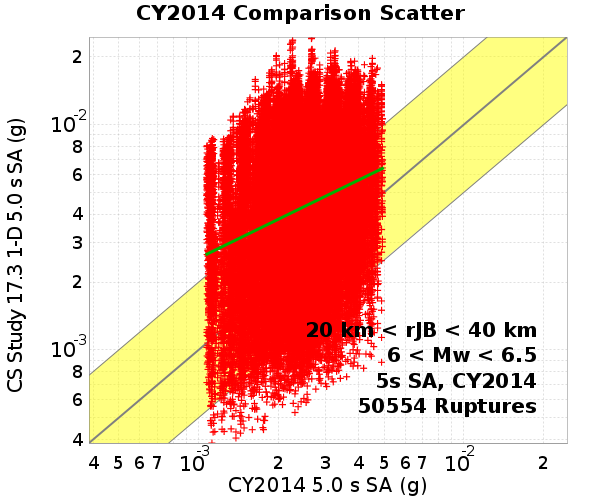 CY2014 Comparison Scatter
CS Study 17.3 1-D 5.0 s SA (g)
2
10-2
8
6
4
3
2
10-3
8
6
4
20 km < rJB < 40 km
6 < Mw < 6.5
5s SA, CY2014
50554 Ruptures
4 5 6 7 10-3 2 3 4 5 6 7 10-2 2
CY2014 5.0 s SA (g)